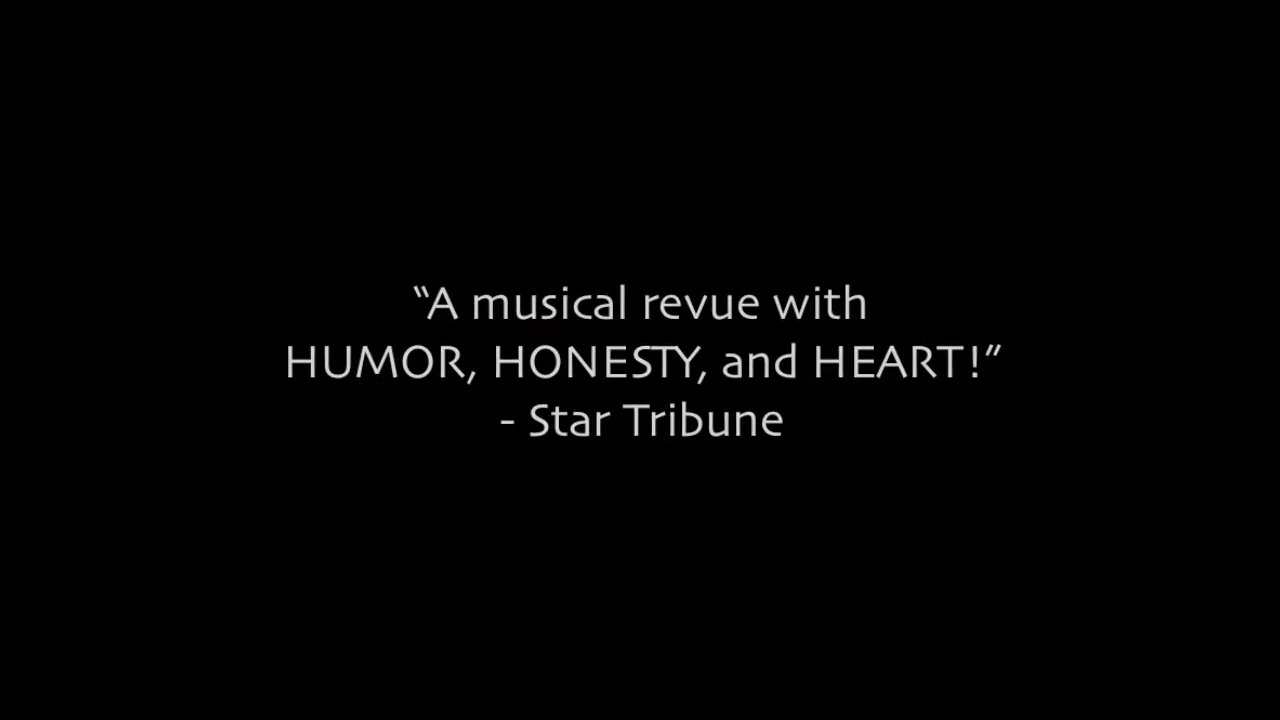 “A musical revue with
HUMOR, HONESTY, and HEART!”
- Star Tribune